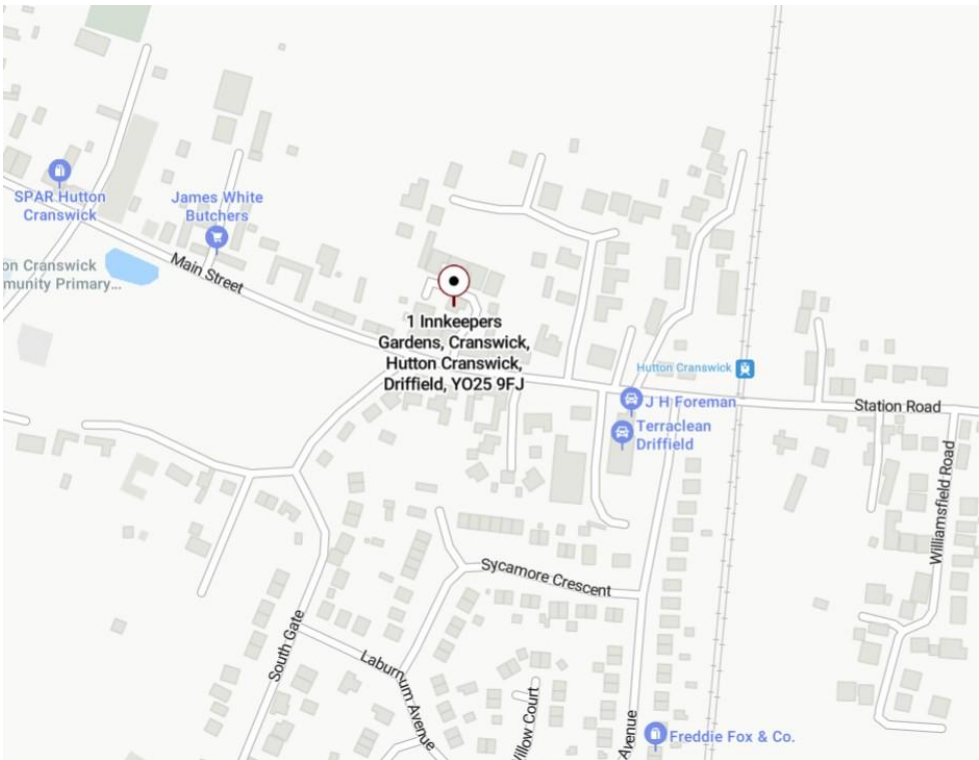 SPAR Hutton
Cranswick
James White
Butchers
on Cranswick
munity Primary...
Main Street
1 Innkeepers
Gardens, Cranswick,
Hutton Cranswick,
Driffield, YO25 9FJ
Hutton Cranswick
J H Foreman
Terraclean
Driffield
Station Road
Williamsfield Road
Sycamore Crescent
South Gate
Laburnum Avenue
Willow Court
Avenue
Freddie Fox & Co.